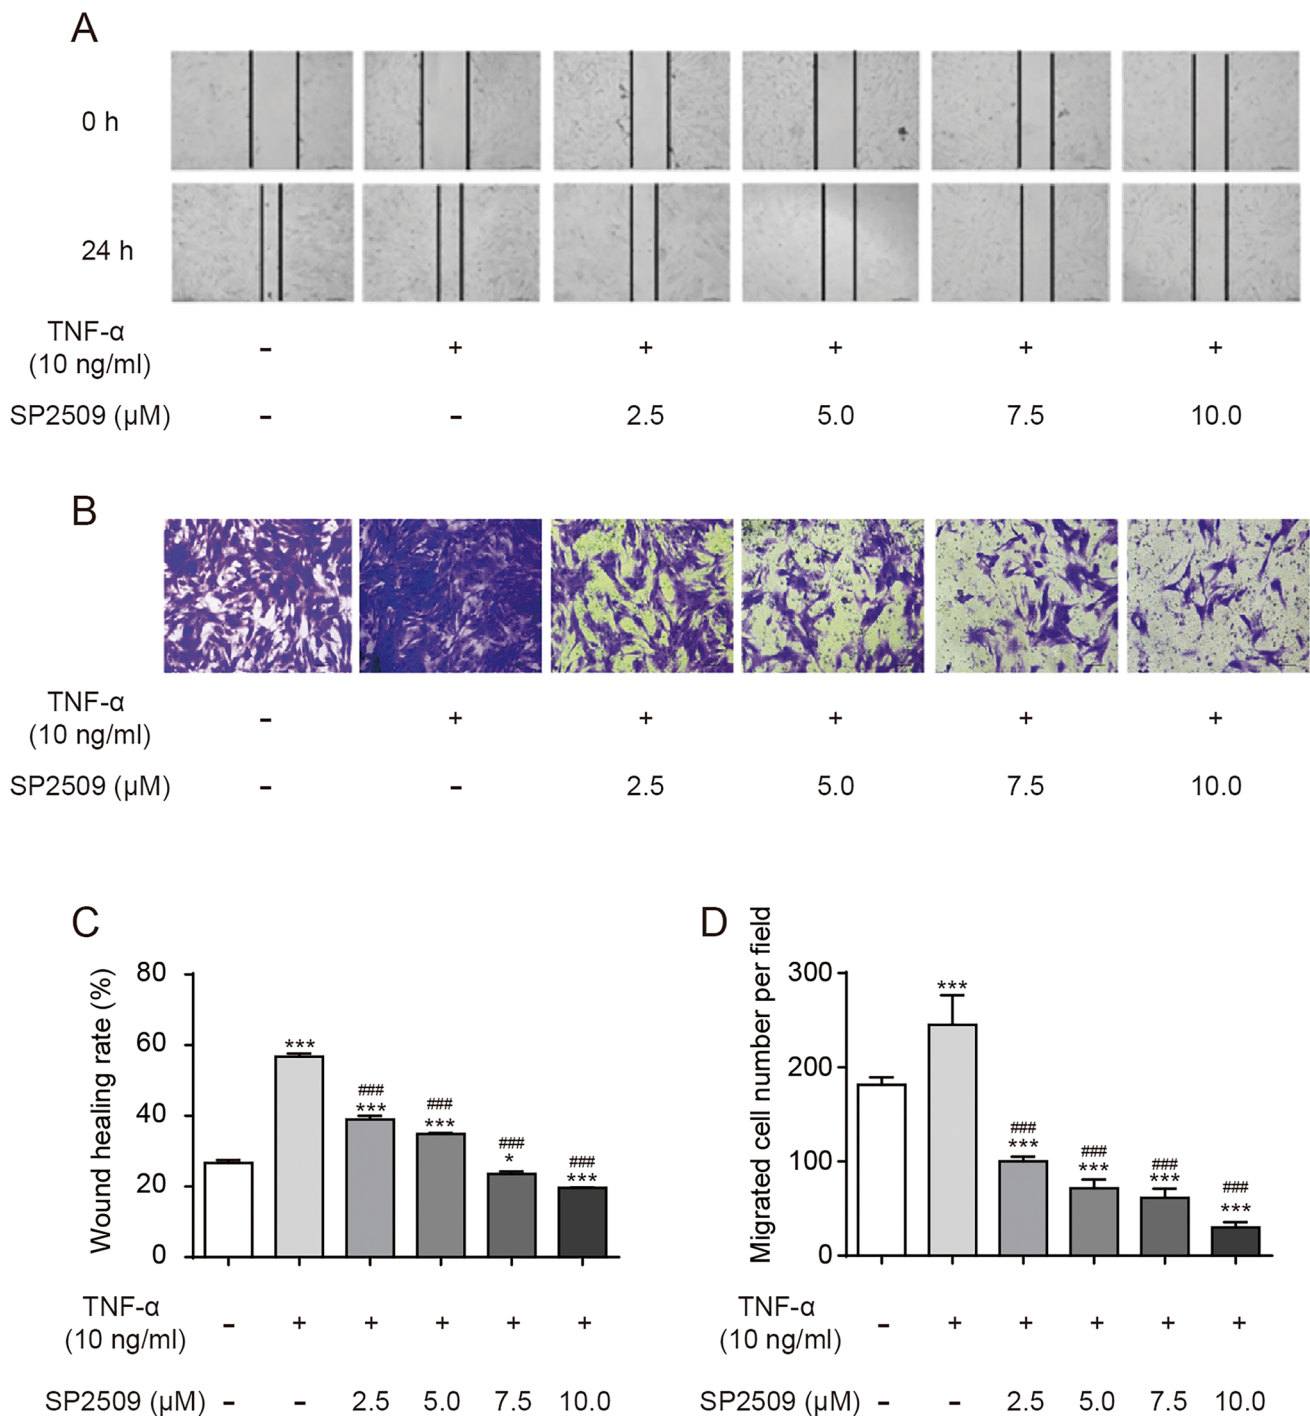 A
0 h
24 h
TNF-α
(10 ng/ml)
- + + + + +
SP2509 (μM)
- - 2.5 5.0 7.5 10.0
B
TNF-α
(10 ng/ml)
- + + + + +
SP2509 (μM)
- - 2.5 5.0 7.5 10.0
C
Wound healing rate (%)
80
60
40
20
0
***
###
***
###
***
###
*
###
***
TNF-α
(10 ng/ml)
- + + + + +
SP2509 (μM)
- - 2.5 5.0 7.5 10.0
D
Migrated cell number per field
300
200
100
0
***
###
***
###
***
###
***
###
***
TNF-α
(10 ng/ml)
- + + + + +
SP2509 (μM)
- - 2.5 5.0 7.5 10.0